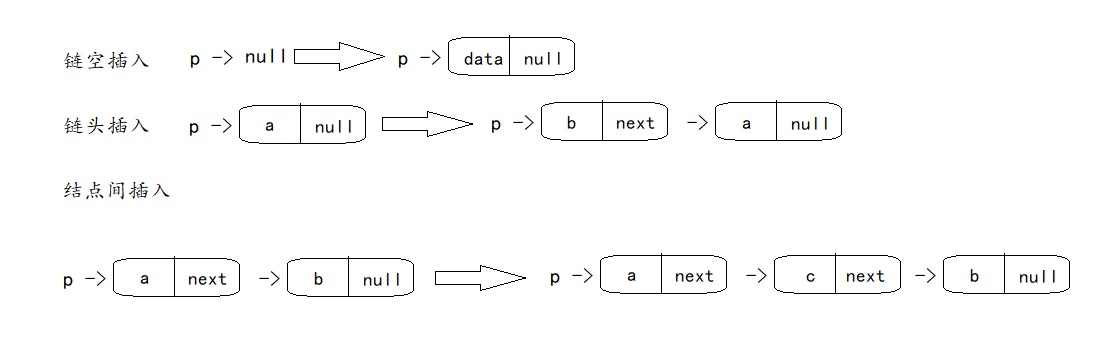 链空插入 p -> null p -> data null
链头插入 p -> a null p -> b next -> a null
结点间插入
p -> a next -> b null p -> a next -> c next -> b null